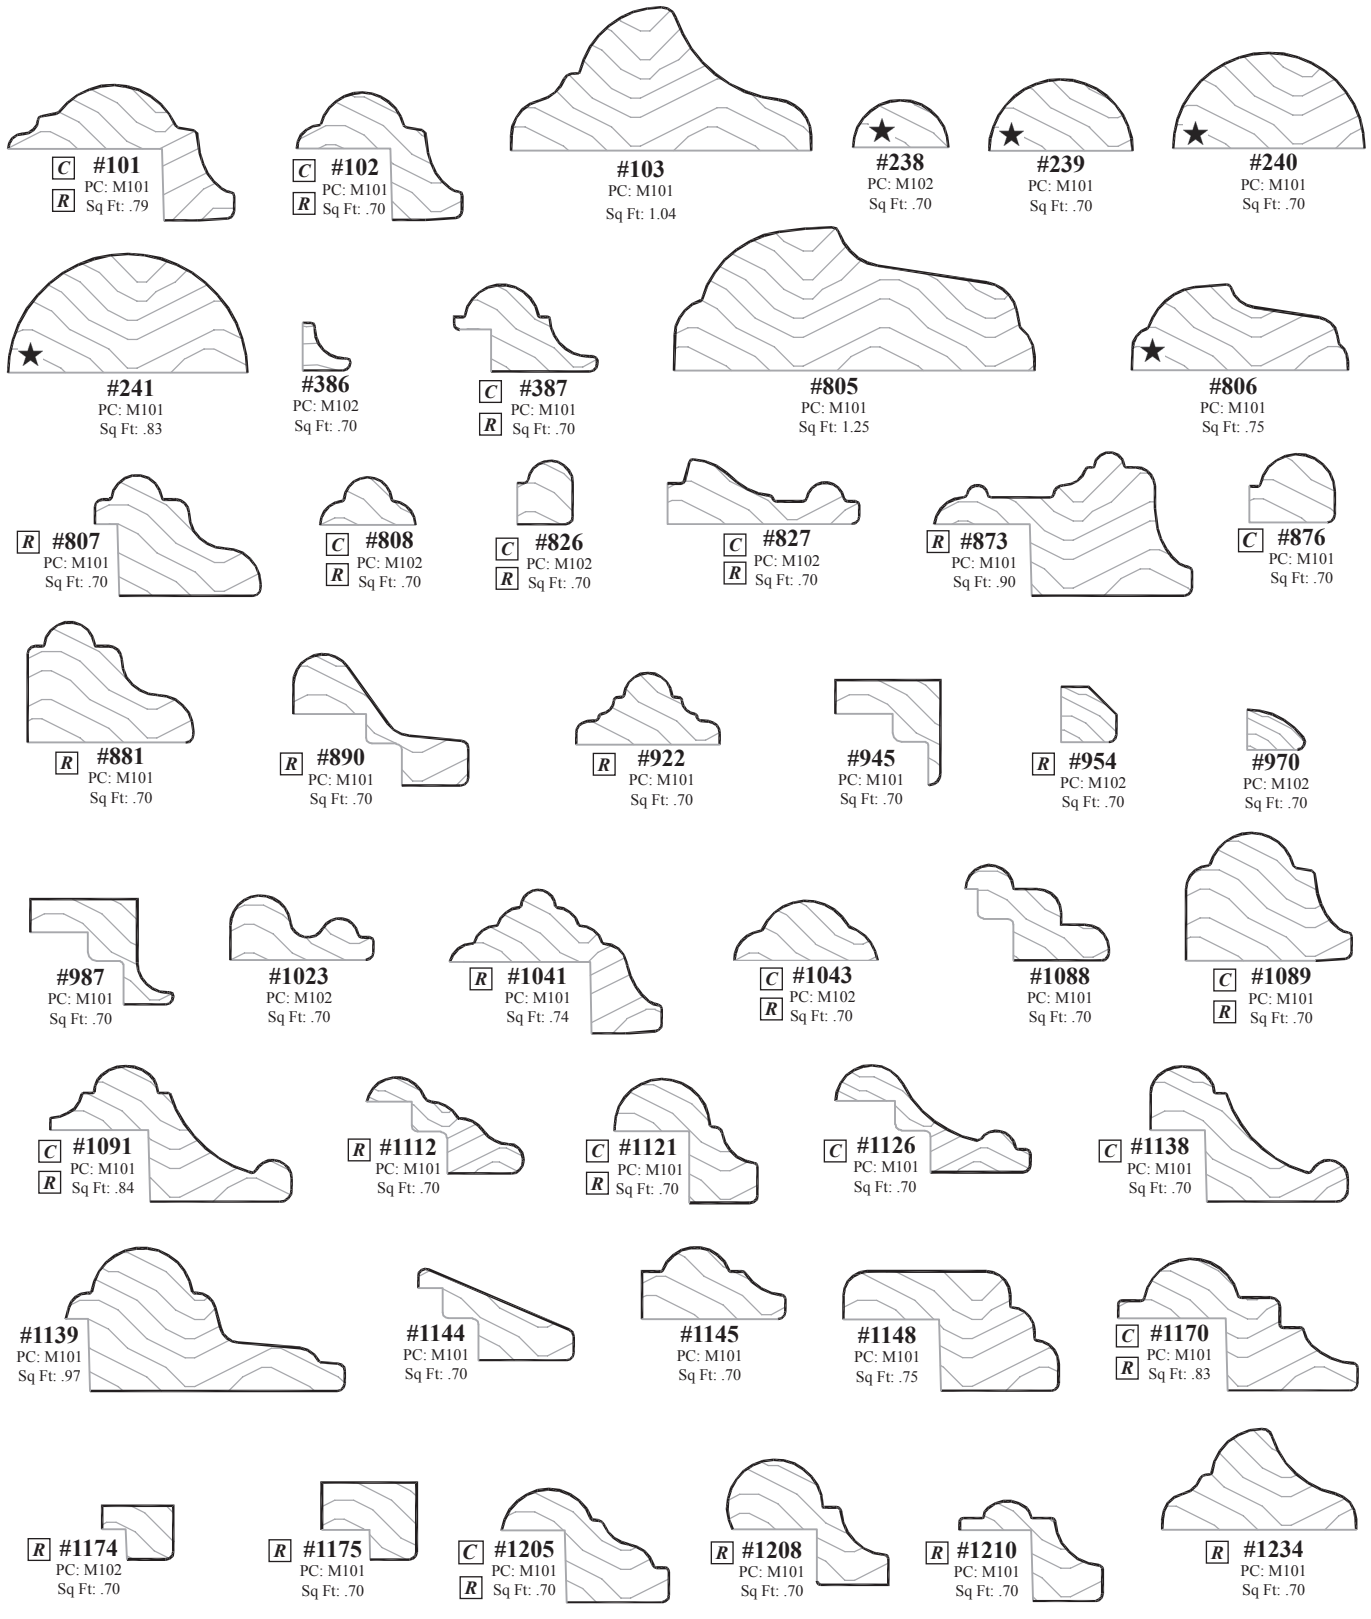 C #101
R PC: M101
Sq Ft: .79
C #102
R PC: M101
Sq Ft: .70
#103
PC: M101
Sq Ft: 1.04
#238
PC: M102
Sq Ft: .70
#239
PC: M101
Sq Ft: .70
#240
PC: M101
Sq Ft: .70
#241
PC: M101
Sq Ft: .83
#386
PC: M102
Sq Ft: .70
C #387
PC: M101
R Sq Ft: .70
#805
PC: M101
Sq Ft: 1.25
#806
PC: M101
Sq Ft: .75
R #807
PC: M101
Sq Ft: .70
C #808
PC: M102
R Sq Ft: .70
C #826
PC: M102
R Sq Ft: .70
C #827
PC: M102
R Sq Ft: .70
R #873
PC: M101
Sq Ft: .90
C #876
PC: M101
Sq Ft: .70
R #881
PC: M101
Sq Ft: .70
R #890
PC: M101
Sq Ft: .70
R #922
PC: M101
Sq Ft: .70
#945
PC: M101
Sq Ft: .70
R #954
PC: M102
Sq Ft: .70
#970
PC: M102
Sq Ft: .70
#987
PC: M101
Sq Ft: .70
#1023
PC: M102
Sq Ft: .70
R #1041
PC: M101
Sq Ft: .74
C #1043
PC: M102
R Sq Ft: .70
#1088
PC: M101
Sq Ft: .70
C #1089
PC: M101
R Sq Ft: .70
C #1091
PC: M101
R Sq Ft: .84
R #1112
PC: M101
Sq Ft: .70
C #1121
PC: M101
R Sq Ft: .70
C #1126
PC: M101
Sq Ft: .70
C #1138
PC: M101
Sq Ft: .70
#1139
PC: M101
Sq Ft: .97
#1144
PC: M101
Sq Ft: .70
#1145
PC: M101
Sq Ft: .70
#1148
PC: M101
Sq Ft: .75
C #1170
PC: M101
R Sq Ft: .83
R #1174
PC: M102
Sq Ft: .70
R #1175
PC: M101
Sq Ft: .70
C #1205
PC: M101
R Sq Ft: .70
R #1208
PC: M101
Sq Ft: .70
R #1210
PC: M101
Sq Ft: .70
R #1234
PC: M101
Sq Ft: .70